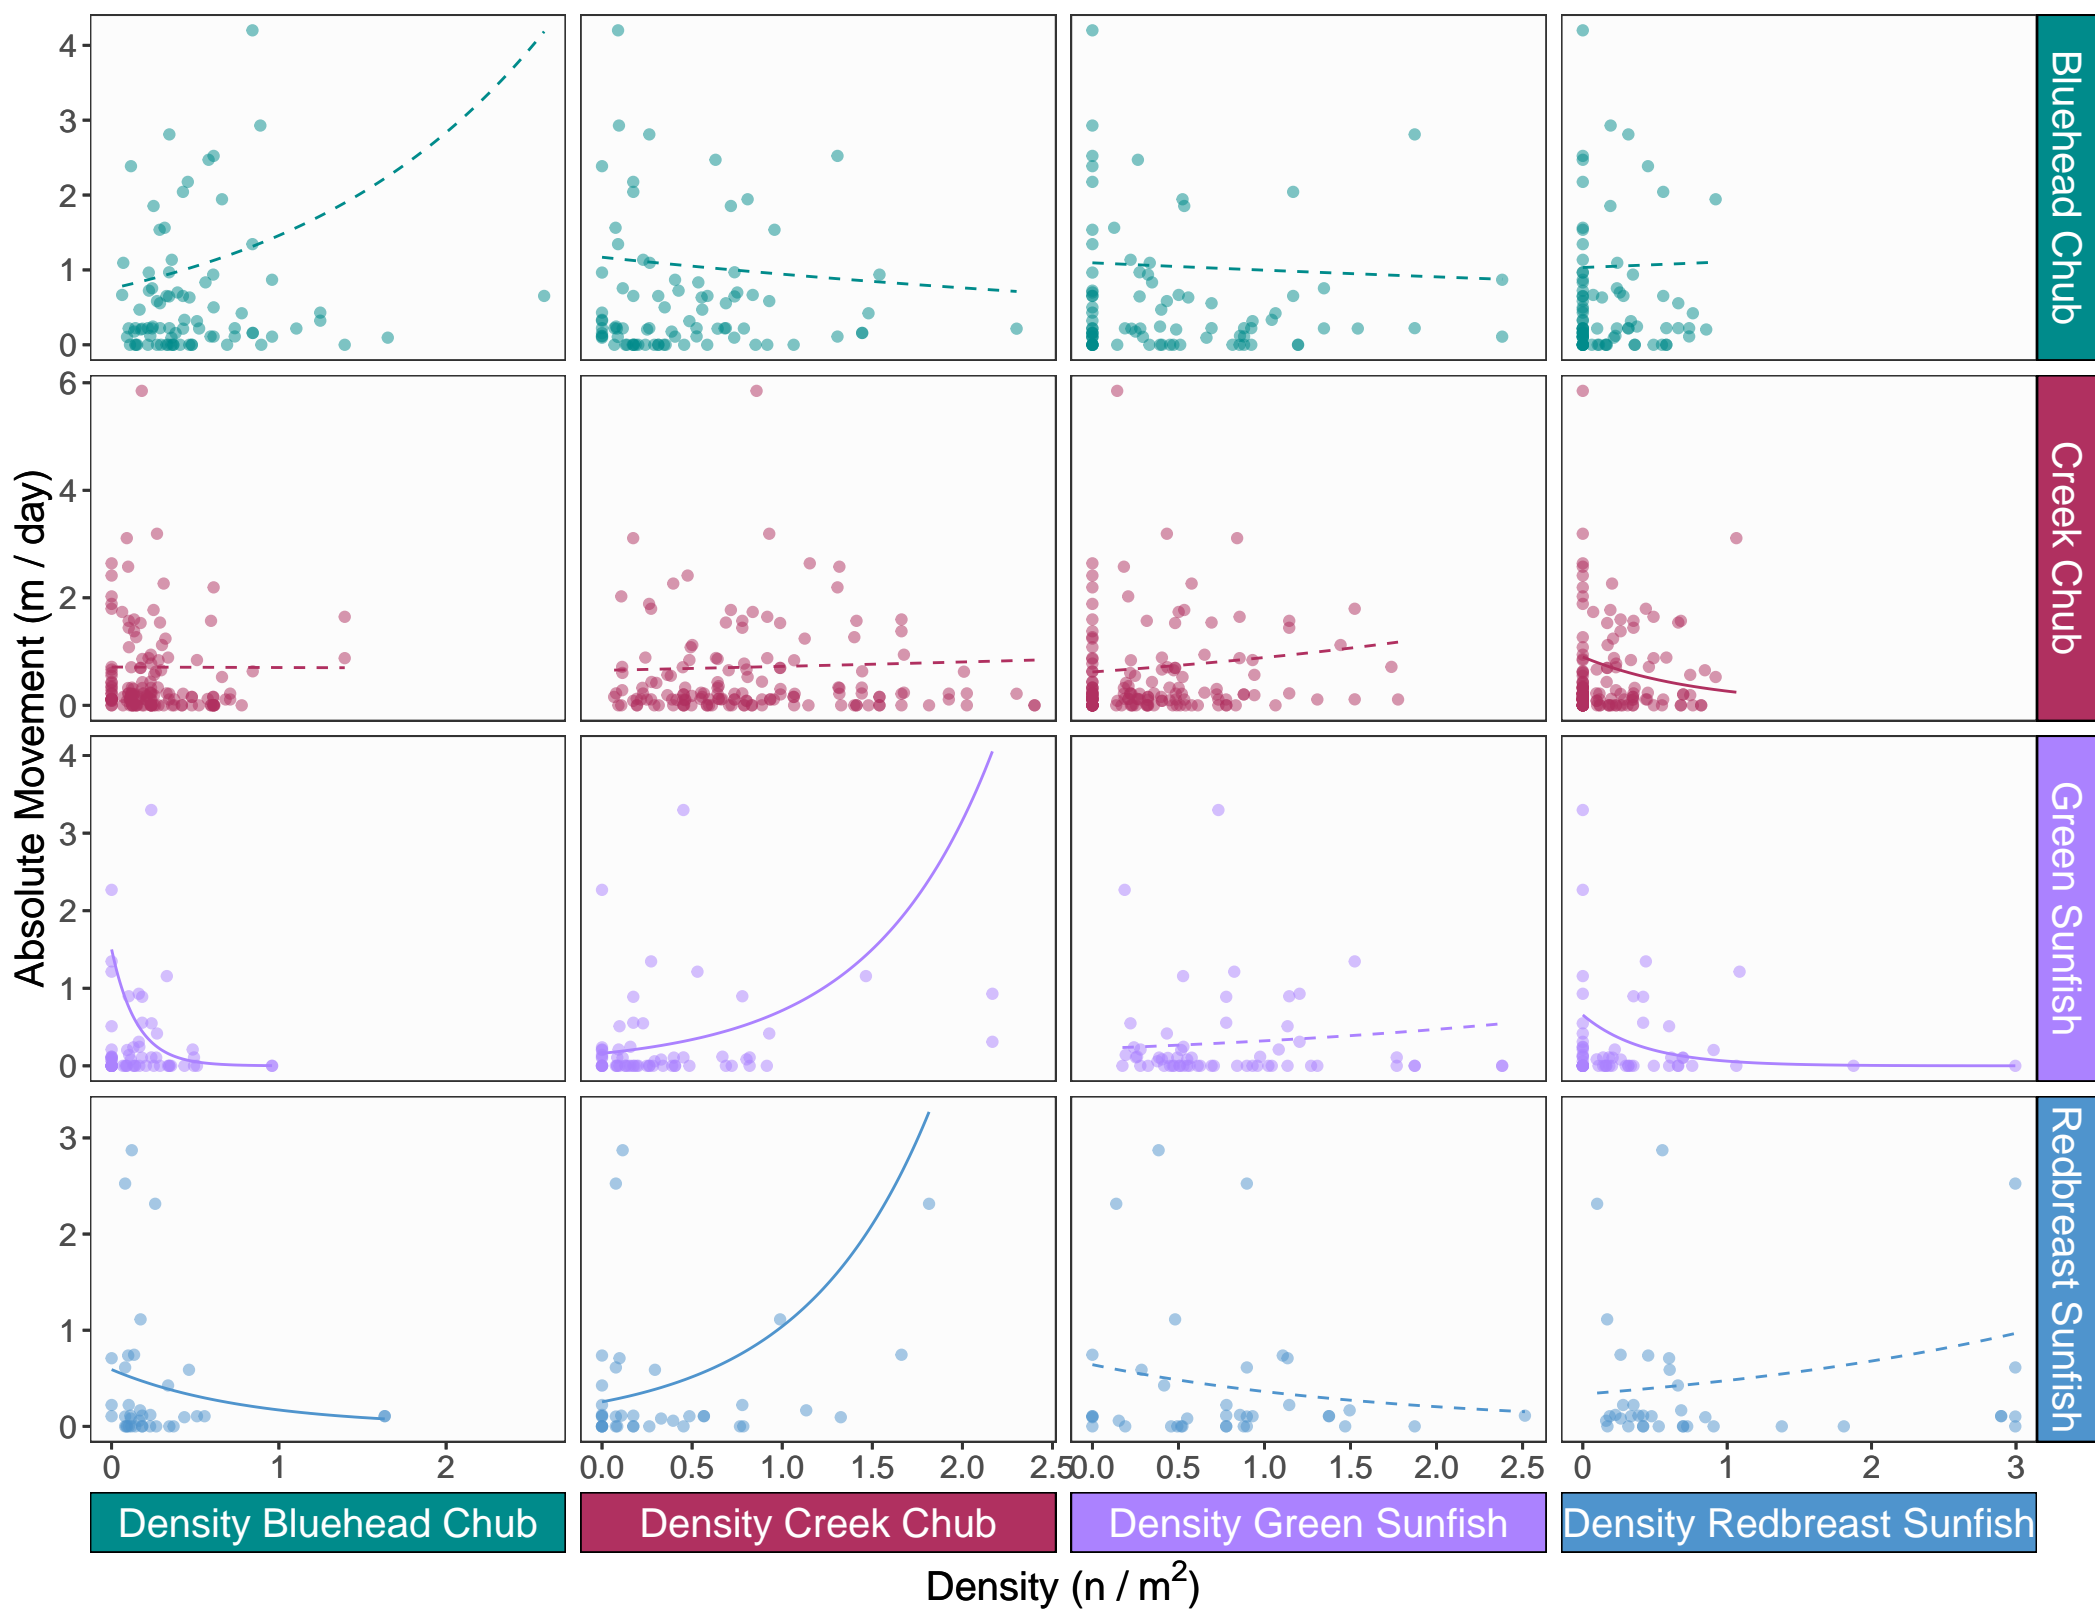 Absolute Movement (m / day)
4
3
2
1
0
Bluehead Chub
6
4
2
0
Creek Chub
4
3
2
1
0
Green Sunfish
3
2
1
0
Redbreast Sunfish
0 1 2 0.0 0.5 1.0 1.5 2.0 2.5 0.0 0.5 1.0 1.5 2.0 2.5 0 1 2 3
Density Bluehead Chub Density Creek Chub Density Green Sunfish Density Redbreast Sunfish
Density (n / m²)